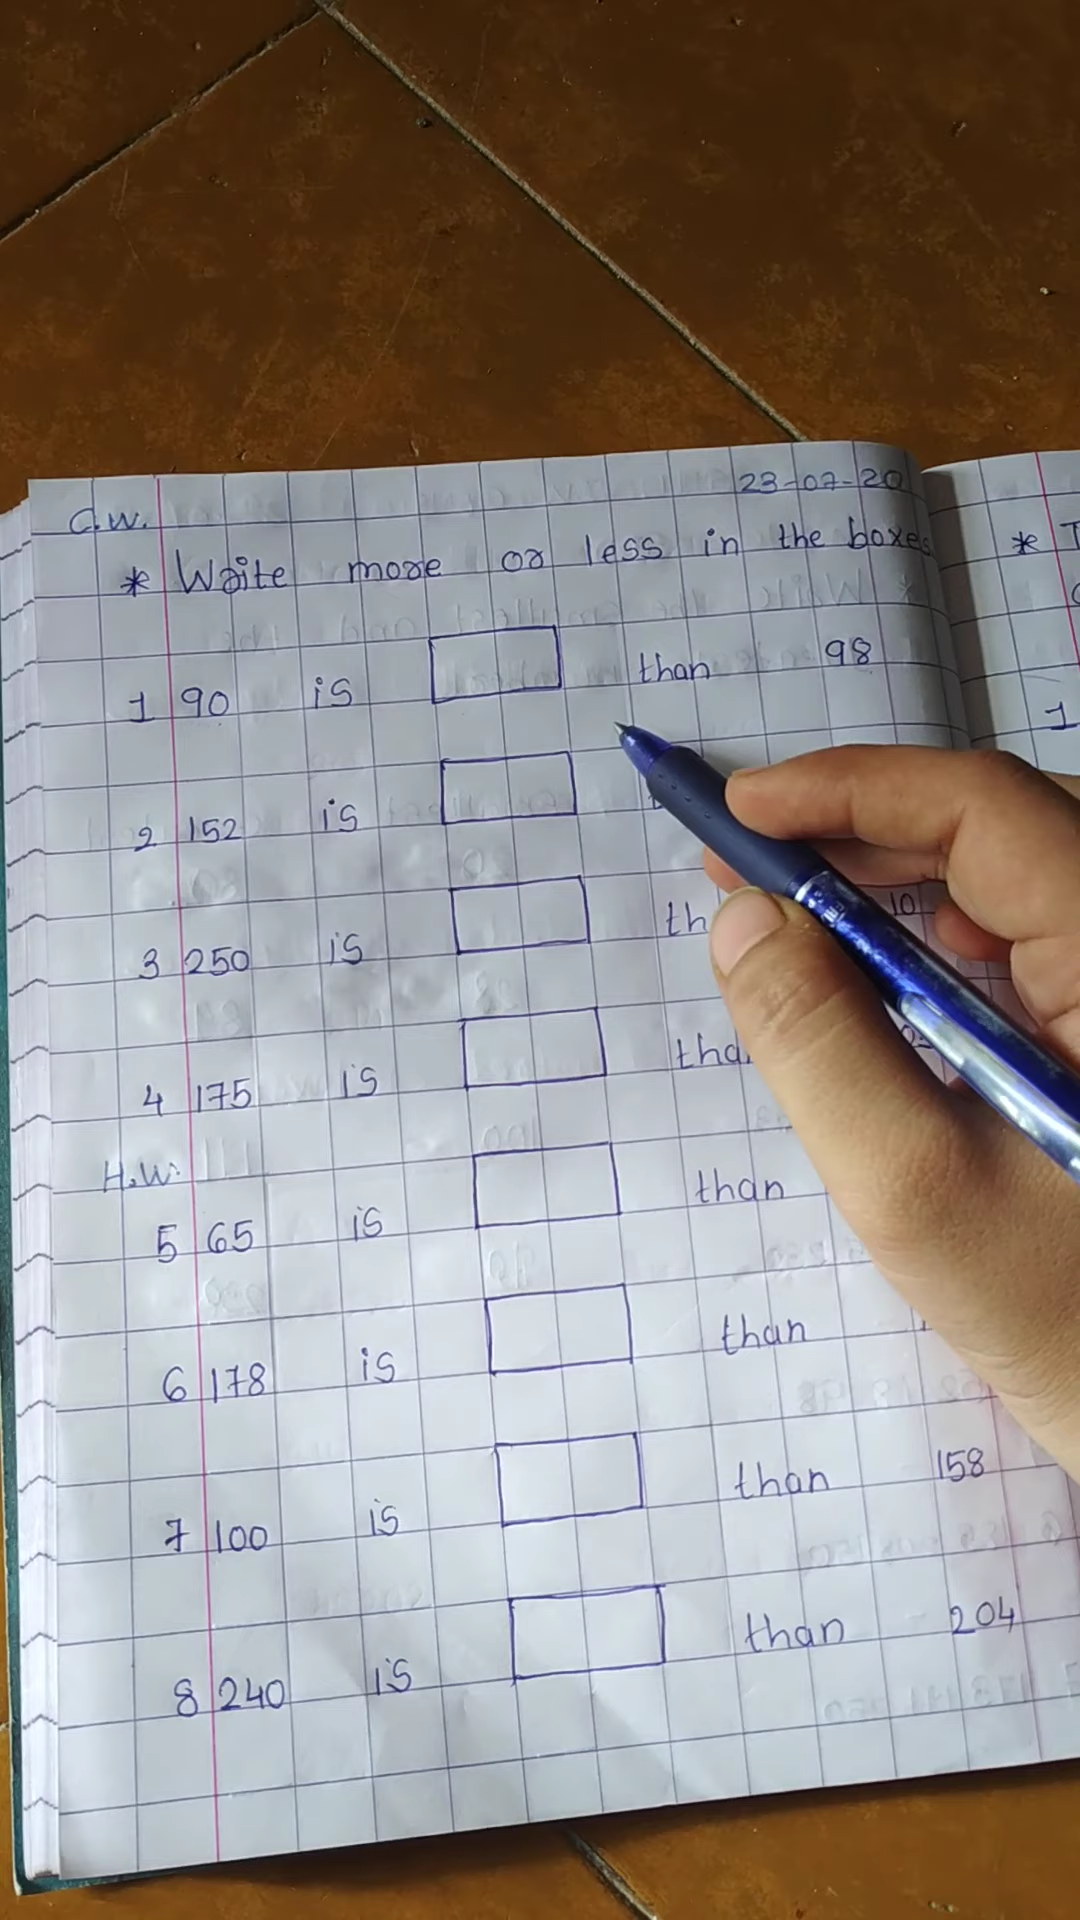 C.W. 23-07-20
* Write more or less in the boxes
1 90 is than 98
2 152 is
3 250 is 10
4 175 is
H.W.
5 65 is than
6 178 is than
7 100 is than 158
8 240 is than 204
*
1